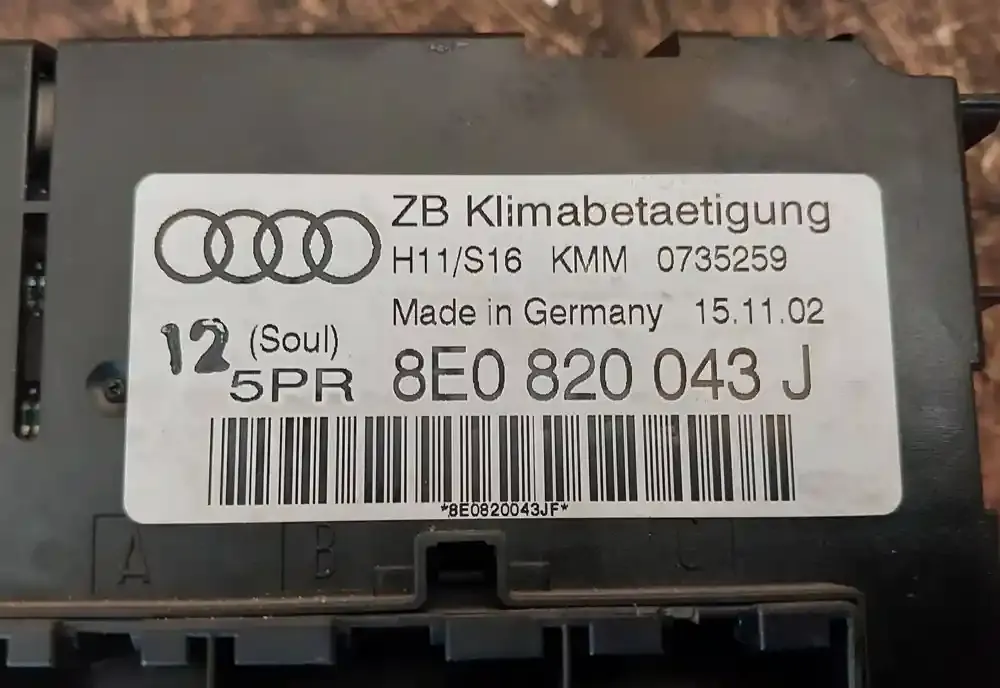 ZB Klimabetaetigung
H11/S16 KMM 0735259
Made in Germany 15.11.02
12 (Soul)
5PR 8E0 820 043 J
*8E0820043JF*
A B C